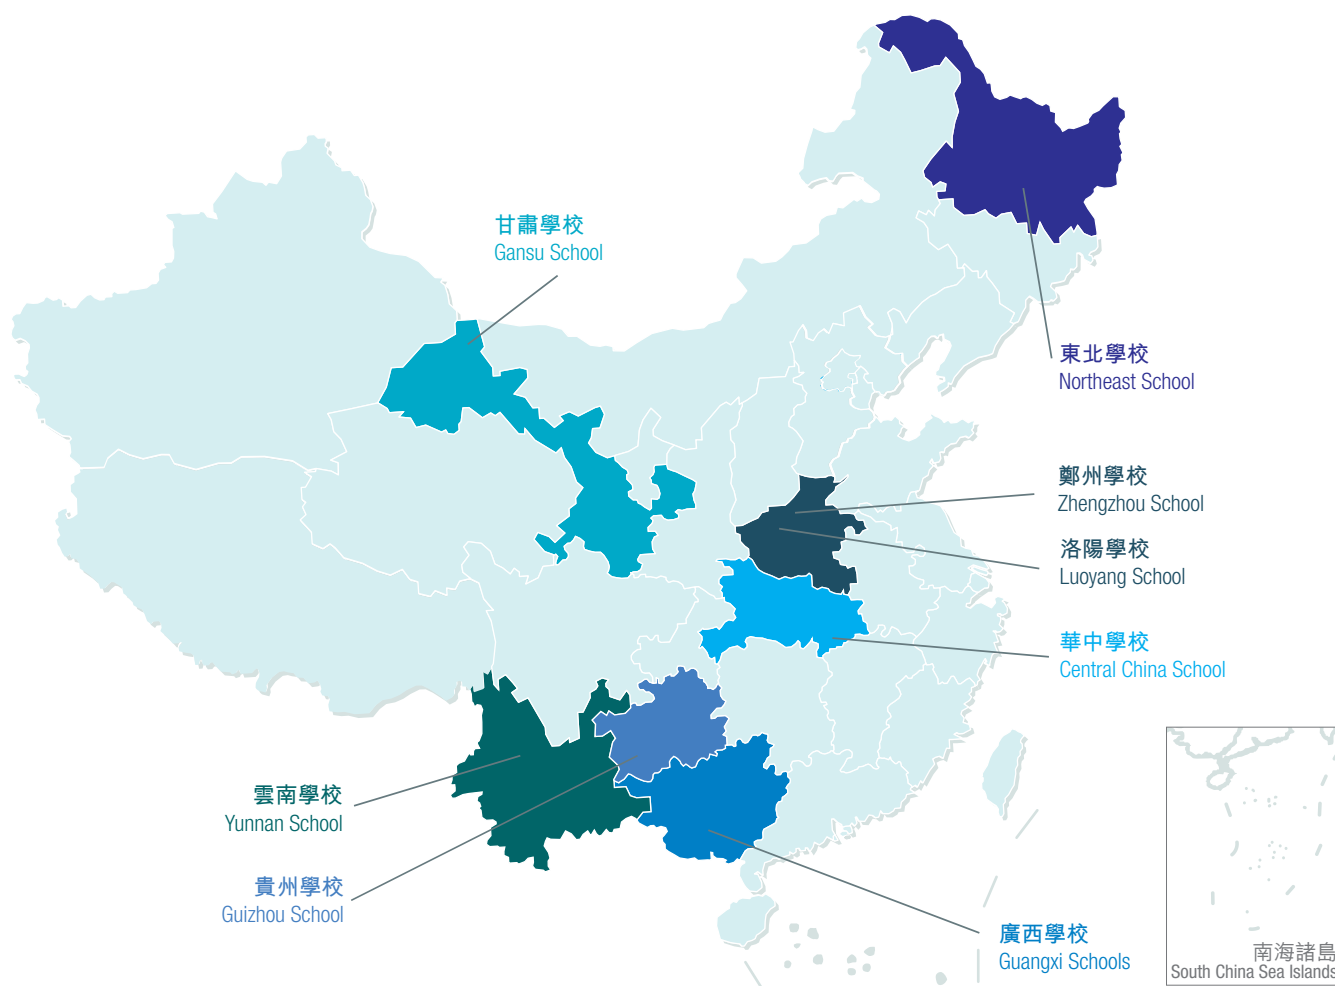 甘肅學校
Gansu School
東北學校
Northeast School
鄭州學校
Zhengzhou School
洛陽學校
Luoyang School
華中學校
Central China School
雲南學校
Yunnan School
貴州學校
Guizhou School
廣西學校
Guangxi Schools
南海諸島
South China Sea Islands